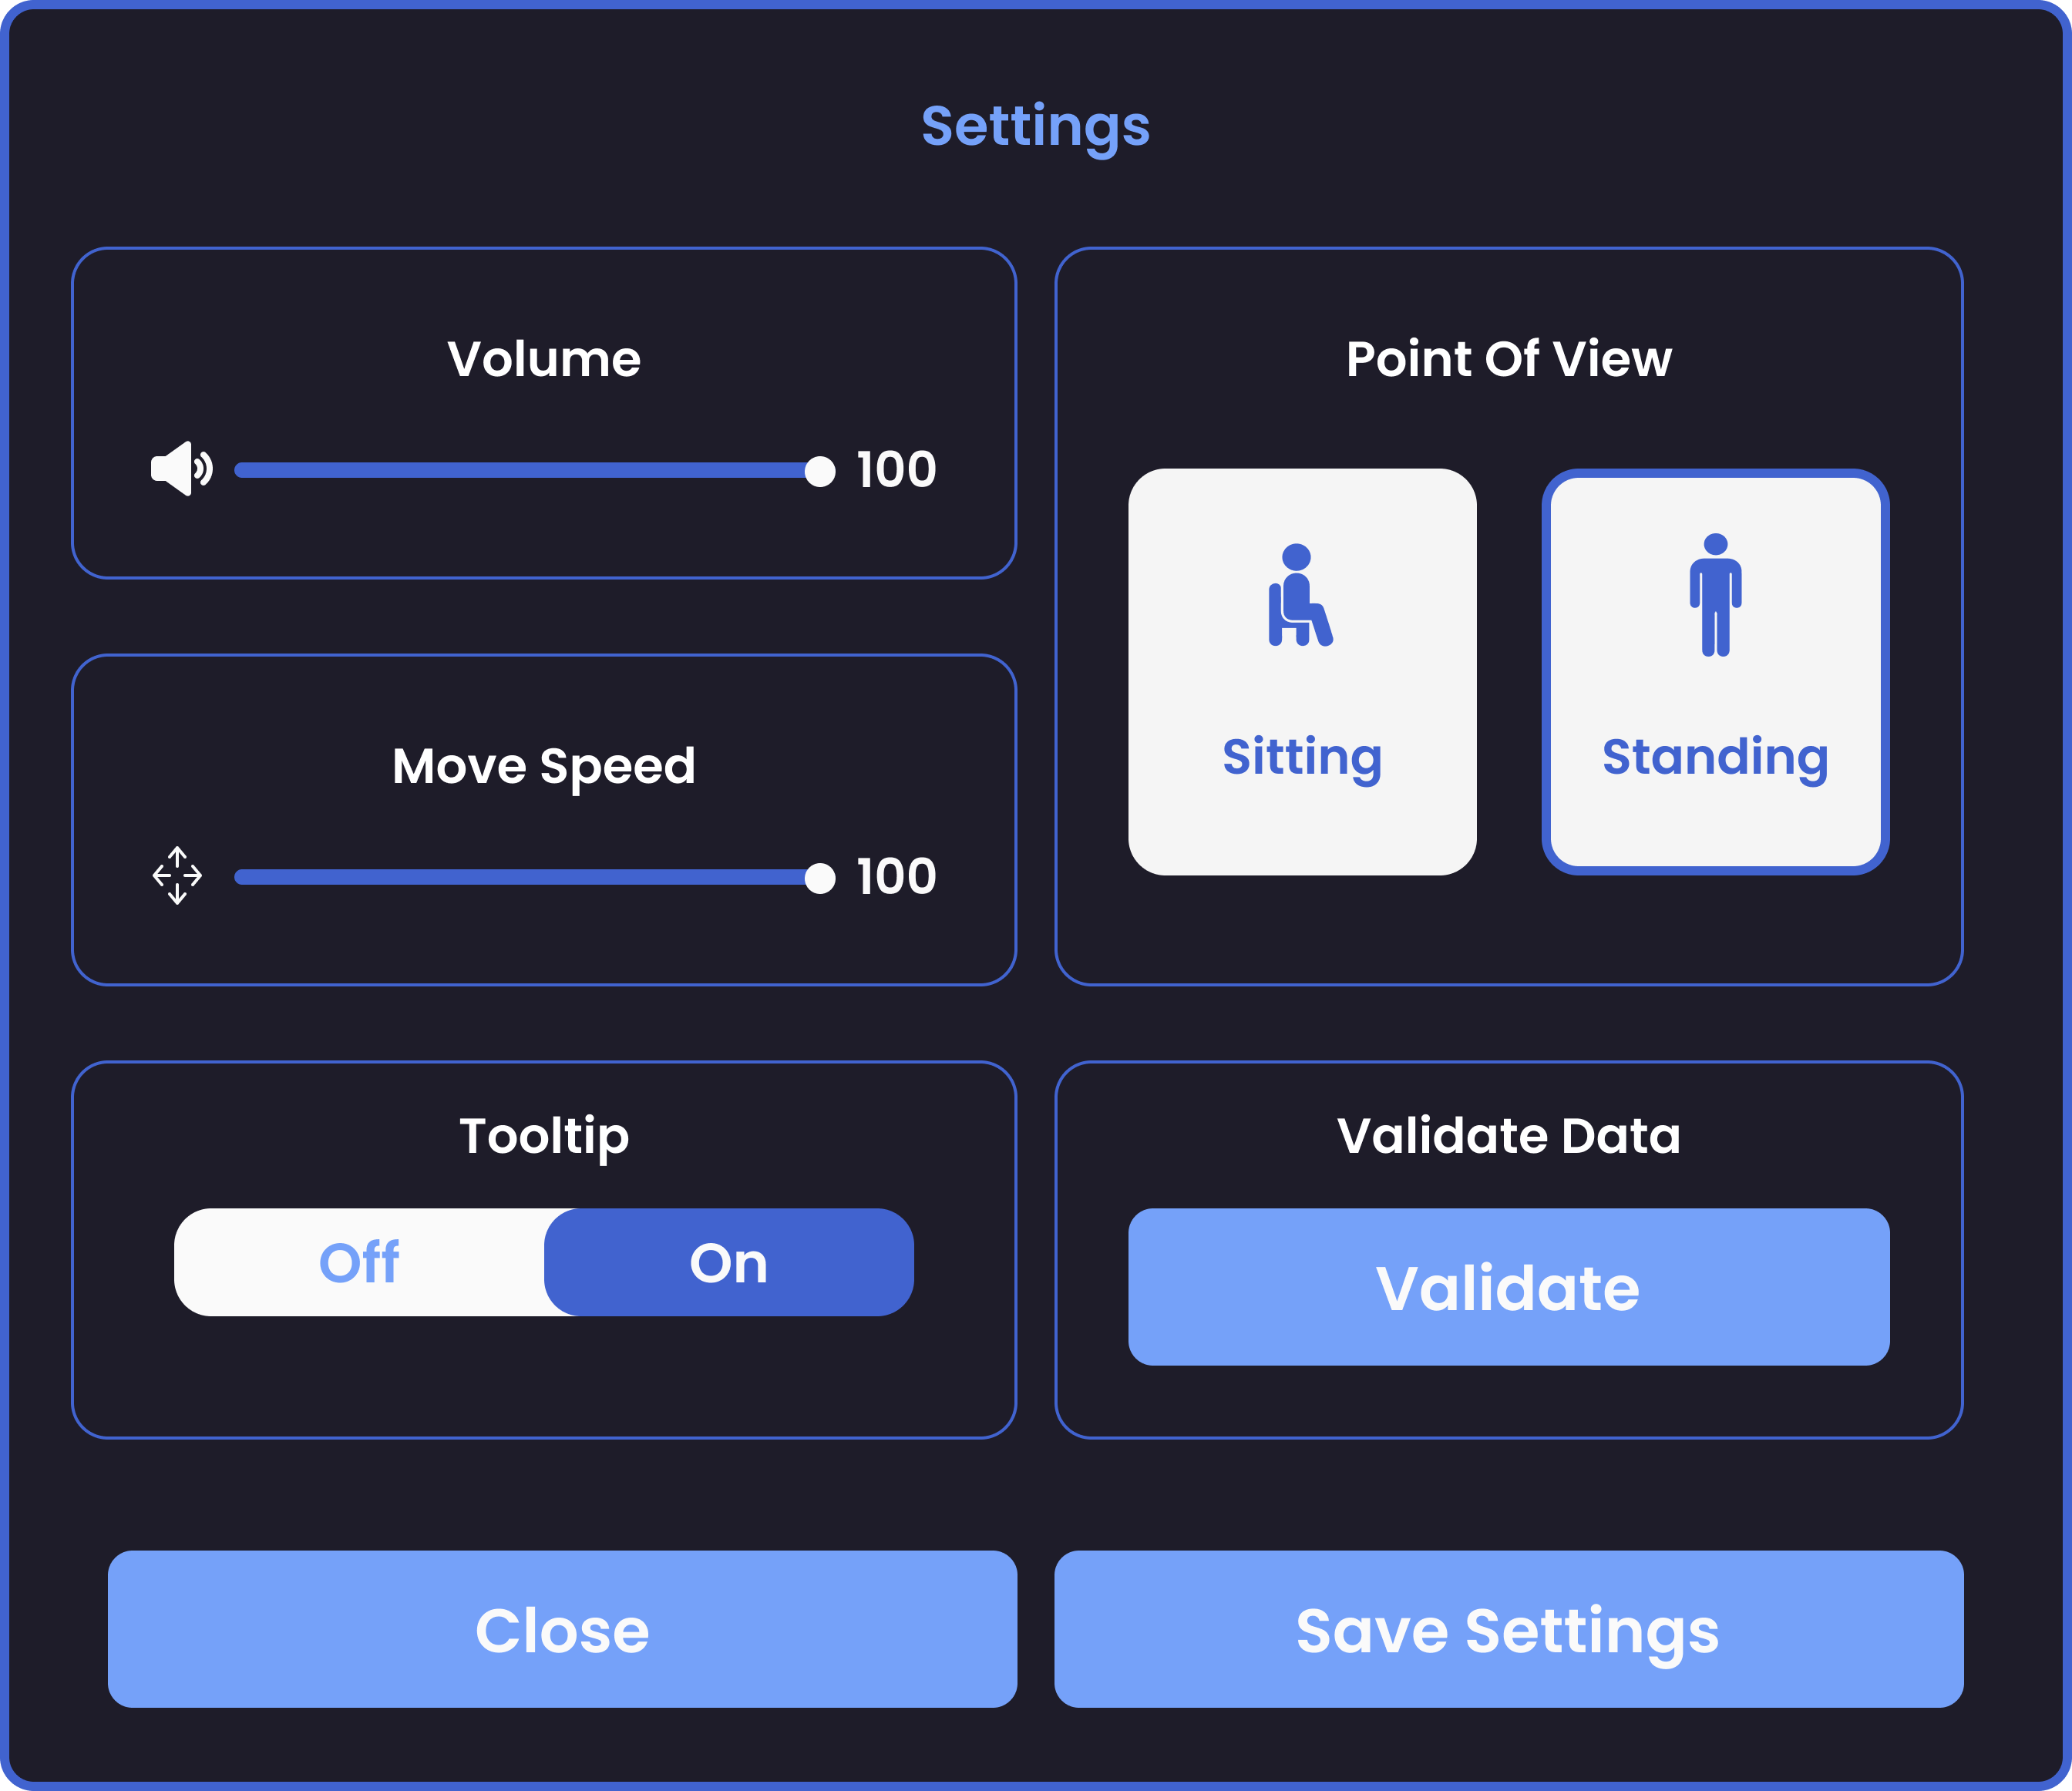 Settings
Volume
100
Point Of View
Sitting
Standing
Move Speed
100
Tooltip
Off
On
Validate Data
Validate
Close
Save Settings